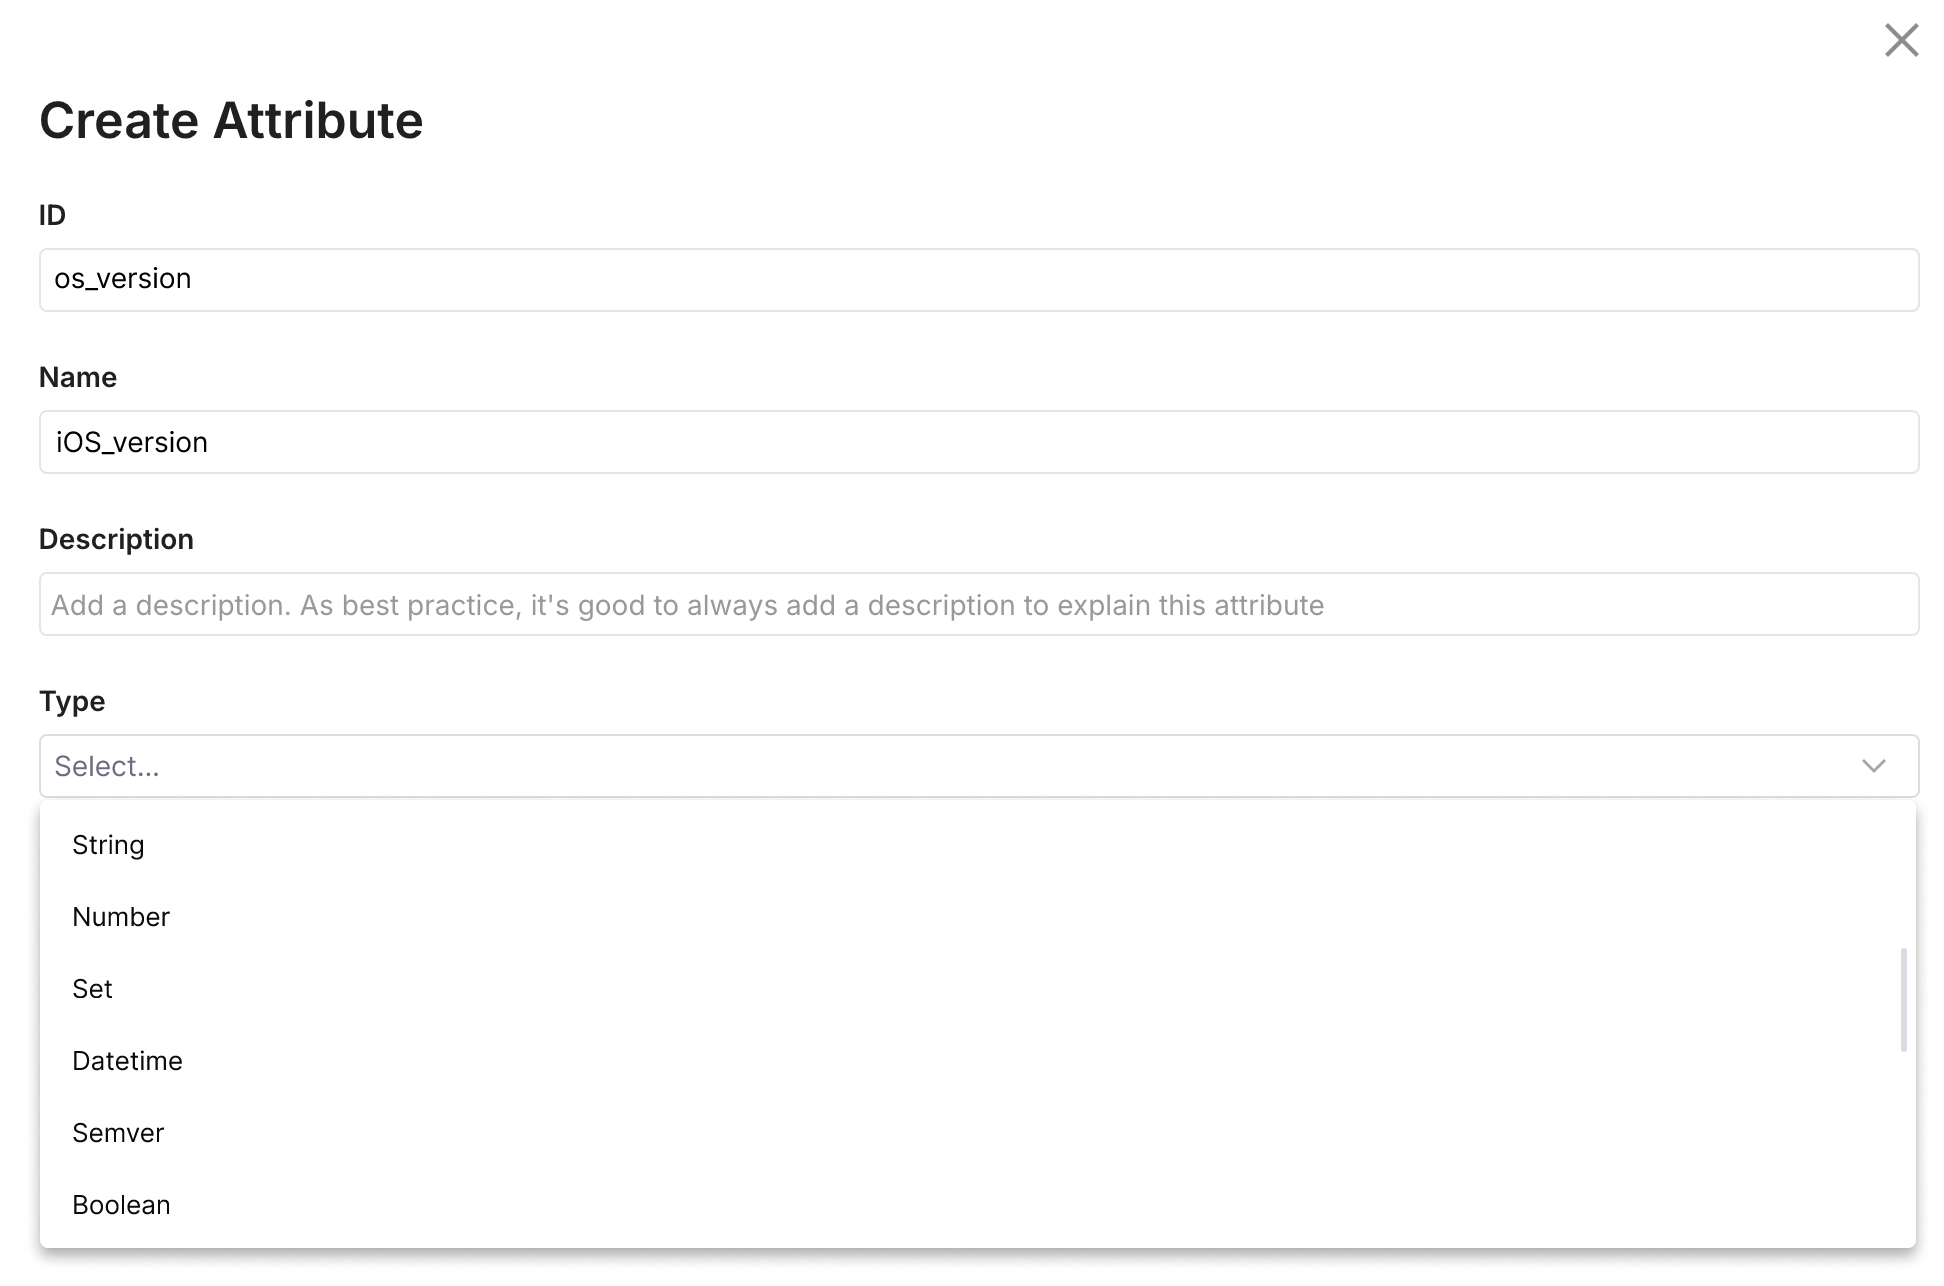 Create Attribute
ID
os_version
Name
iOS_version
Description
Add a description. As best practice, it's good to always add a description to explain this attribute
Type
Select...
String
Number
Set
Datetime
Semver
Boolean